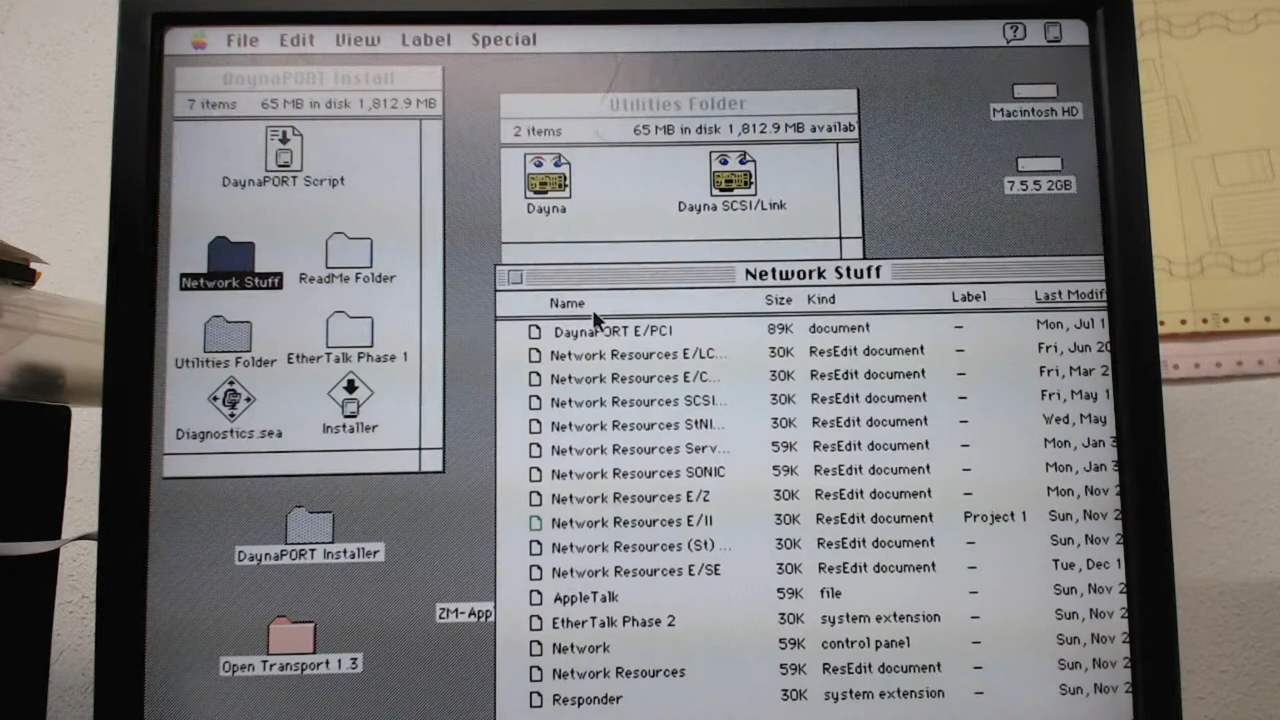 File Edit View Label Special
DaynaPORT Install
7 items 65 MB in disk 1,812.9 MB
DaynaPORT Script
Network Stuff
ReadMe Folder
Utilities Folder
EtherTalk Phase 1
Diagnostics.sea
Installer
DaynaPORT Installer
Open Transport 1.3
ZM-App
Utilities Folder
2 items 65 MB in disk 1,812.9 MB availab
Dayna
Dayna SCSI/Link
Macintosh HD
7.5.5 2GB
Network Stuff
Name Size Kind Label Last Modif
DaynaPORT E/PCI 89K document – Mon, Jul 1
Network Resources E/LC... 30K ResEdit document – Fri, Jun 20
Network Resources E/C... 30K ResEdit document – Fri, Mar 2
Network Resources SCSI... 30K ResEdit document – Fri, May 1
Network Resources StNI... 30K ResEdit document – Wed, May
Network Resources Serv... 59K ResEdit document – Mon, Jan 3
Network Resources SONIC 59K ResEdit document – Mon, Jan 3
Network Resources E/Z 30K ResEdit document – Mon, Nov 2
Network Resources E/II 30K ResEdit document Project 1 Sun, Nov 2
Network Resources (St) ... 30K ResEdit document – Sun, Nov 2
Network Resources E/SE 30K ResEdit document – Tue, Dec 1
AppleTalk 59K file – Sun, Nov 2
EtherTalk Phase 2 30K system extension – Sun, Nov 2
Network 59K control panel – Sun, Nov 2
Network Resources 59K ResEdit document – Sun, Nov 2
Responder 30K system extension – Sun, Nov 2